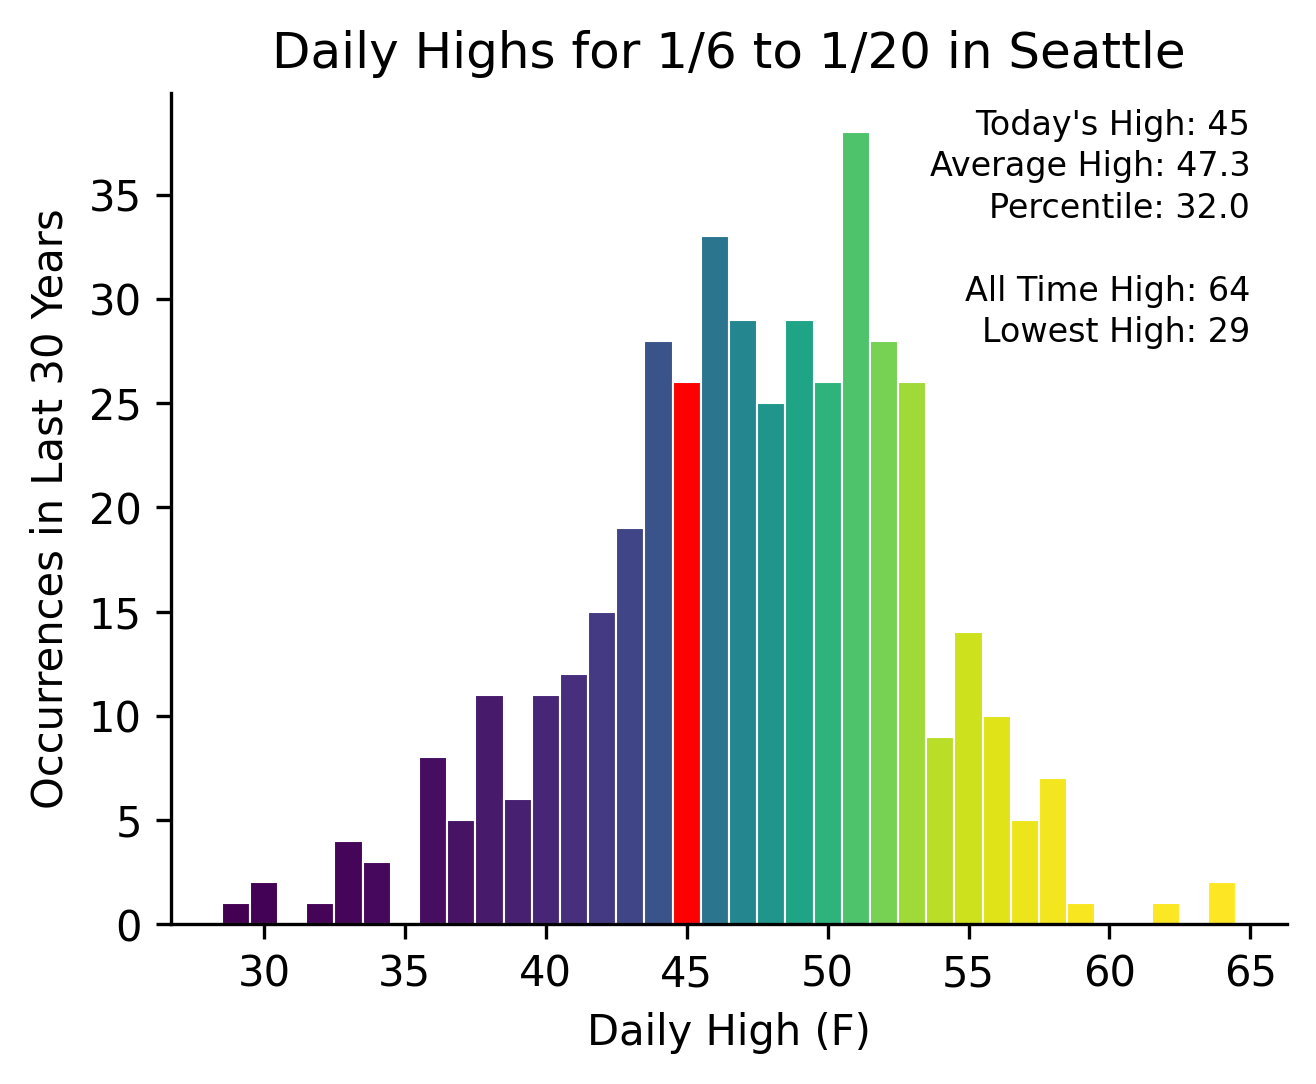 Daily Highs for 1/6 to 1/20 in Seattle
Today's High: 45
Average High: 47.3
Percentile: 32.0
All Time High: 64
Lowest High: 29
Occurrences in Last 30 Years
35
30
25
20
15
10
5
0
30 35 40 45 50 55 60 65
Daily High (F)